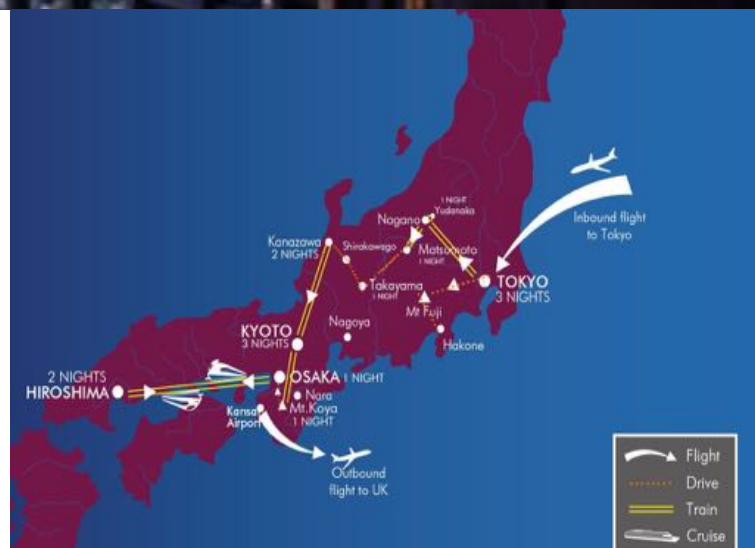 1 NIGHT
Yudanaka
Nagano
Inbound flight
to Tokyo
Kanazawa
2 NIGHTS
Shirakawago
Matsumoto
1 NIGHT
TOKYO
3 NIGHTS
Takayama
1 NIGHT
Mt Fuji
KYOTO
3 NIGHTS
Nagoya
Hakone
2 NIGHTS
HIROSHIMA
OSAKA 1 NIGHT
Nara
Mt.Koya
1 NIGHT
Kansai
Airport
Outbound
flight to UK
Flight
Drive
Train
Cruise